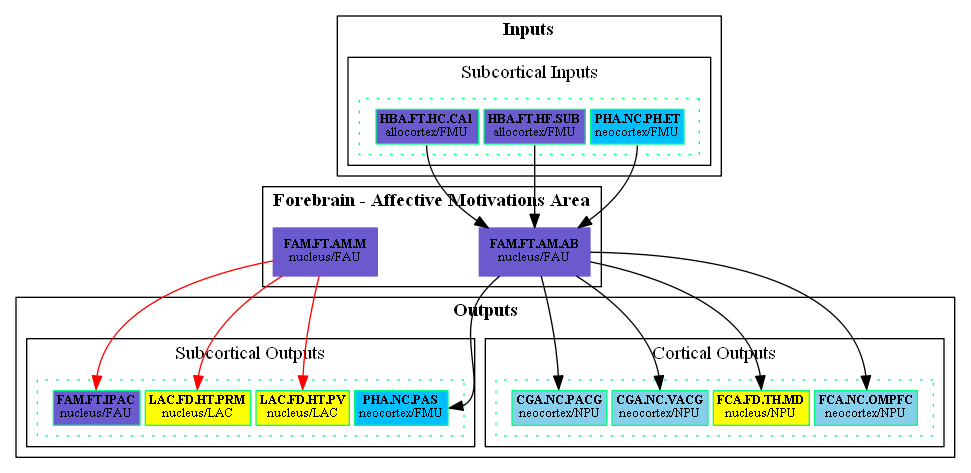 Inputs
Subcortical Inputs
HBA.FT.HC.CA1
allocortex/FMU
HBA.FT.HF.SUB
allocortex/FMU
PHA.NC.PH.ET
neocortex/FMU
Forebrain - Affective Motivations Area
FAM.FT.AM.M
nucleus/FAU
FAM.FT.AM.AB
nucleus/FAU
Outputs
Subcortical Outputs
FAM.FT.IPAC
nucleus/FAU
LAC.FD.HT.PRM
nucleus/LAC
LAC.FD.HT.PV
nucleus/LAC
PHA.NC.PAS
neocortex/FMU
Cortical Outputs
CGA.NC.PACG
neocortex/NPU
CGA.NC.VACG
neocortex/NPU
FCA.FD.TH.MD
nucleus/NPU
FCA.NC.OMPFC
neocortex/NPU